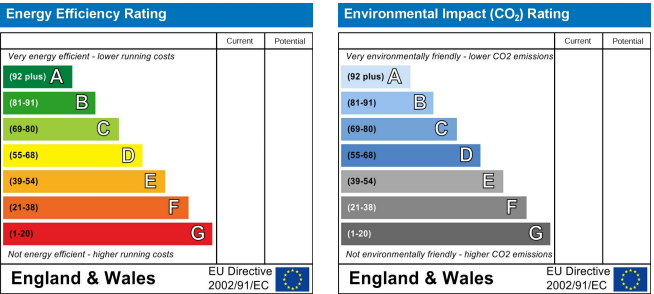 Energy Efficiency Rating
Current Potential
Very energy efficient - lower running costs
(92 plus) A
(81-91) B
(69-80) C
(55-68) D
(39-54) E
(21-38) F
(1-20) G
Not energy efficient - higher running costs
England & Wales
EU Directive
2002/91/EC
Environmental Impact (CO₂) Rating
Current Potential
Very environmentally friendly - lower CO2 emissions
(92 plus) A
(81-91) B
(69-80) C
(55-68) D
(39-54) E
(21-38) F
(1-20) G
Not environmentally friendly - higher CO2 emissions
England & Wales
EU Directive
2002/91/EC